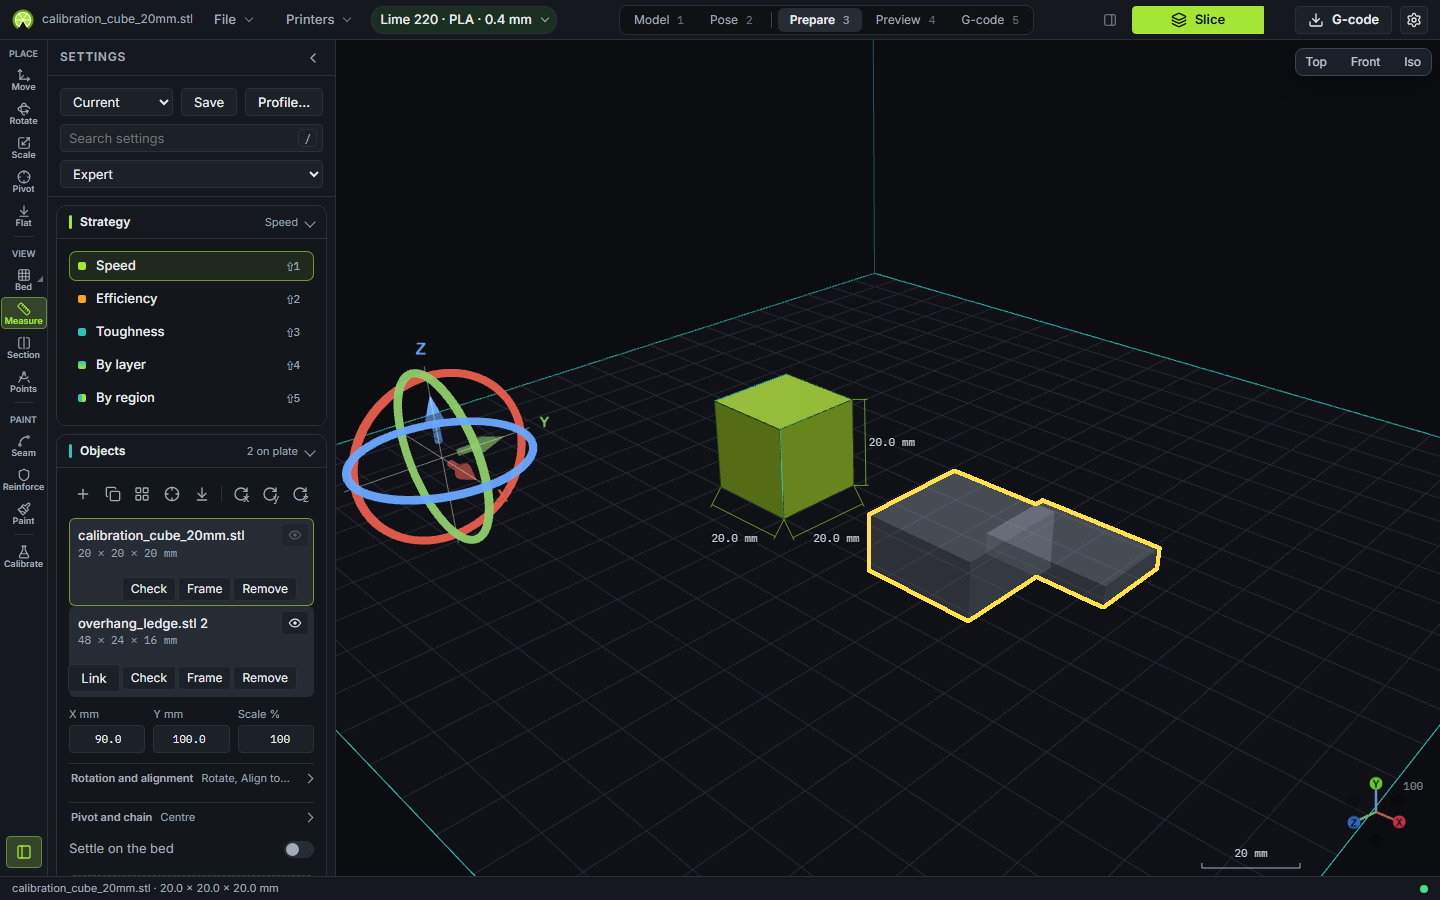 calibration_cube_20mm.stl File Printers Lime 220 · PLA · 0.4 mm Model 1 Pose 2 Prepare 3 Preview 4 G-code 5 Slice G-code
PLACE
Move
Rotate
Scale
Pivot
Flat
VIEW
Bed
Measure
Section
Points
PAINT
Seam
Reinforce
Paint
Calibrate
SETTINGS
Current Save Profile...
Search settings /
Expert
Strategy Speed
Speed ⇧1
Efficiency ⇧2
Toughness ⇧3
By layer ⇧4
By region ⇧5
Objects 2 on plate
x y z
calibration_cube_20mm.stl
20 × 20 × 20 mm
Check Frame Remove
overhang_ledge.stl 2
48 × 24 × 16 mm
Link Check Frame Remove
X mm Y mm Scale %
90.0 100.0 100
Rotation and alignment Rotate, Align to...
Pivot and chain Centre
Settle on the bed
Top Front Iso
Z
Y
X
20.0 mm
20.0 mm 20.0 mm
Y
100
Z X
20 mm
calibration_cube_20mm.stl · 20.0 × 20.0 × 20.0 mm